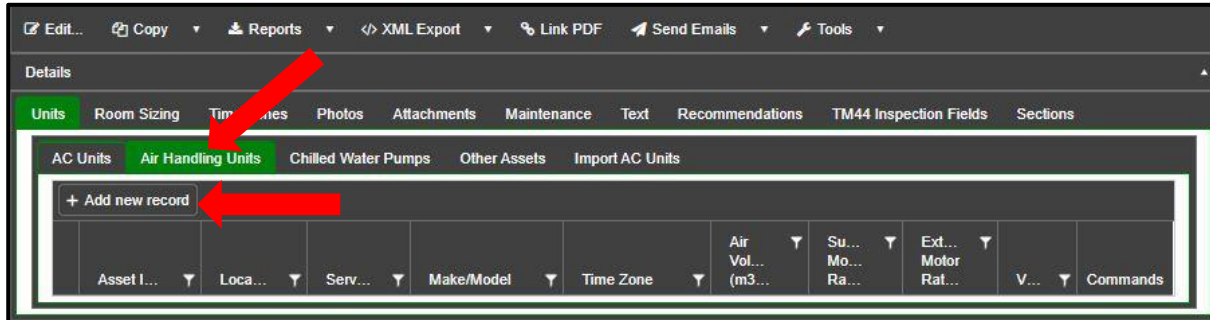 Edit... Copy Reports XML Export Link PDF Send Emails Tools
Details
Units Room Sizing Photos Attachments Maintenance Text Recommendations TM44 Inspection Fields Sections
AC Units Air Handling Units Chilled Water Pumps Other Assets Import AC Units
+ Add new record
Asset I... Loca... Serv... Make/Model Time Zone Air Vol... (m3... Su... Mo... Ra... Ext... Motor Rat... V... Commands